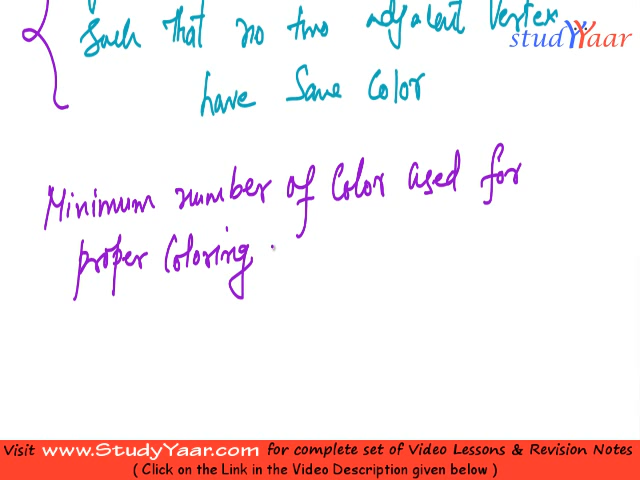 Such that no two adjacent vertex
studYYaar
have Same Color
Minimum number of Color used for
proper Coloring.
Visit www.StudyYaar.com for complete set of Video Lessons & Revision Notes
( Click on the Link in the Video Description given below )